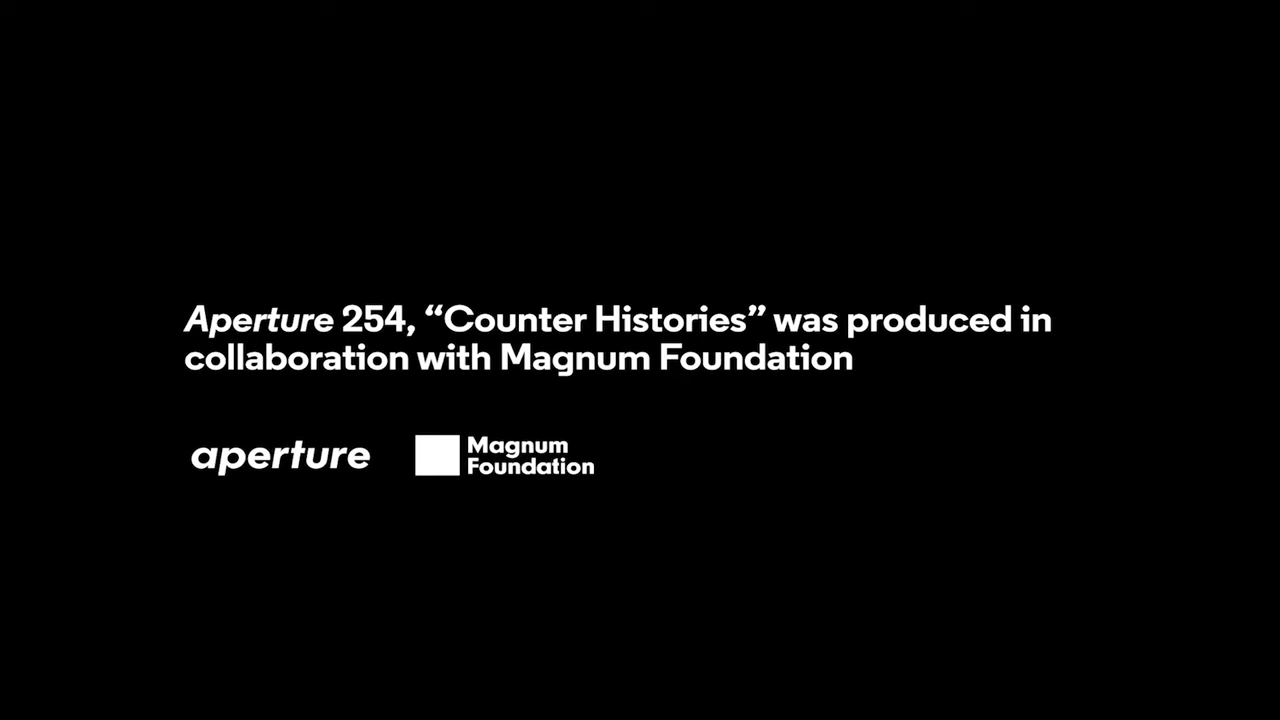 Aperture 254, “Counter Histories” was produced in
collaboration with Magnum Foundation
aperture
Magnum
Foundation